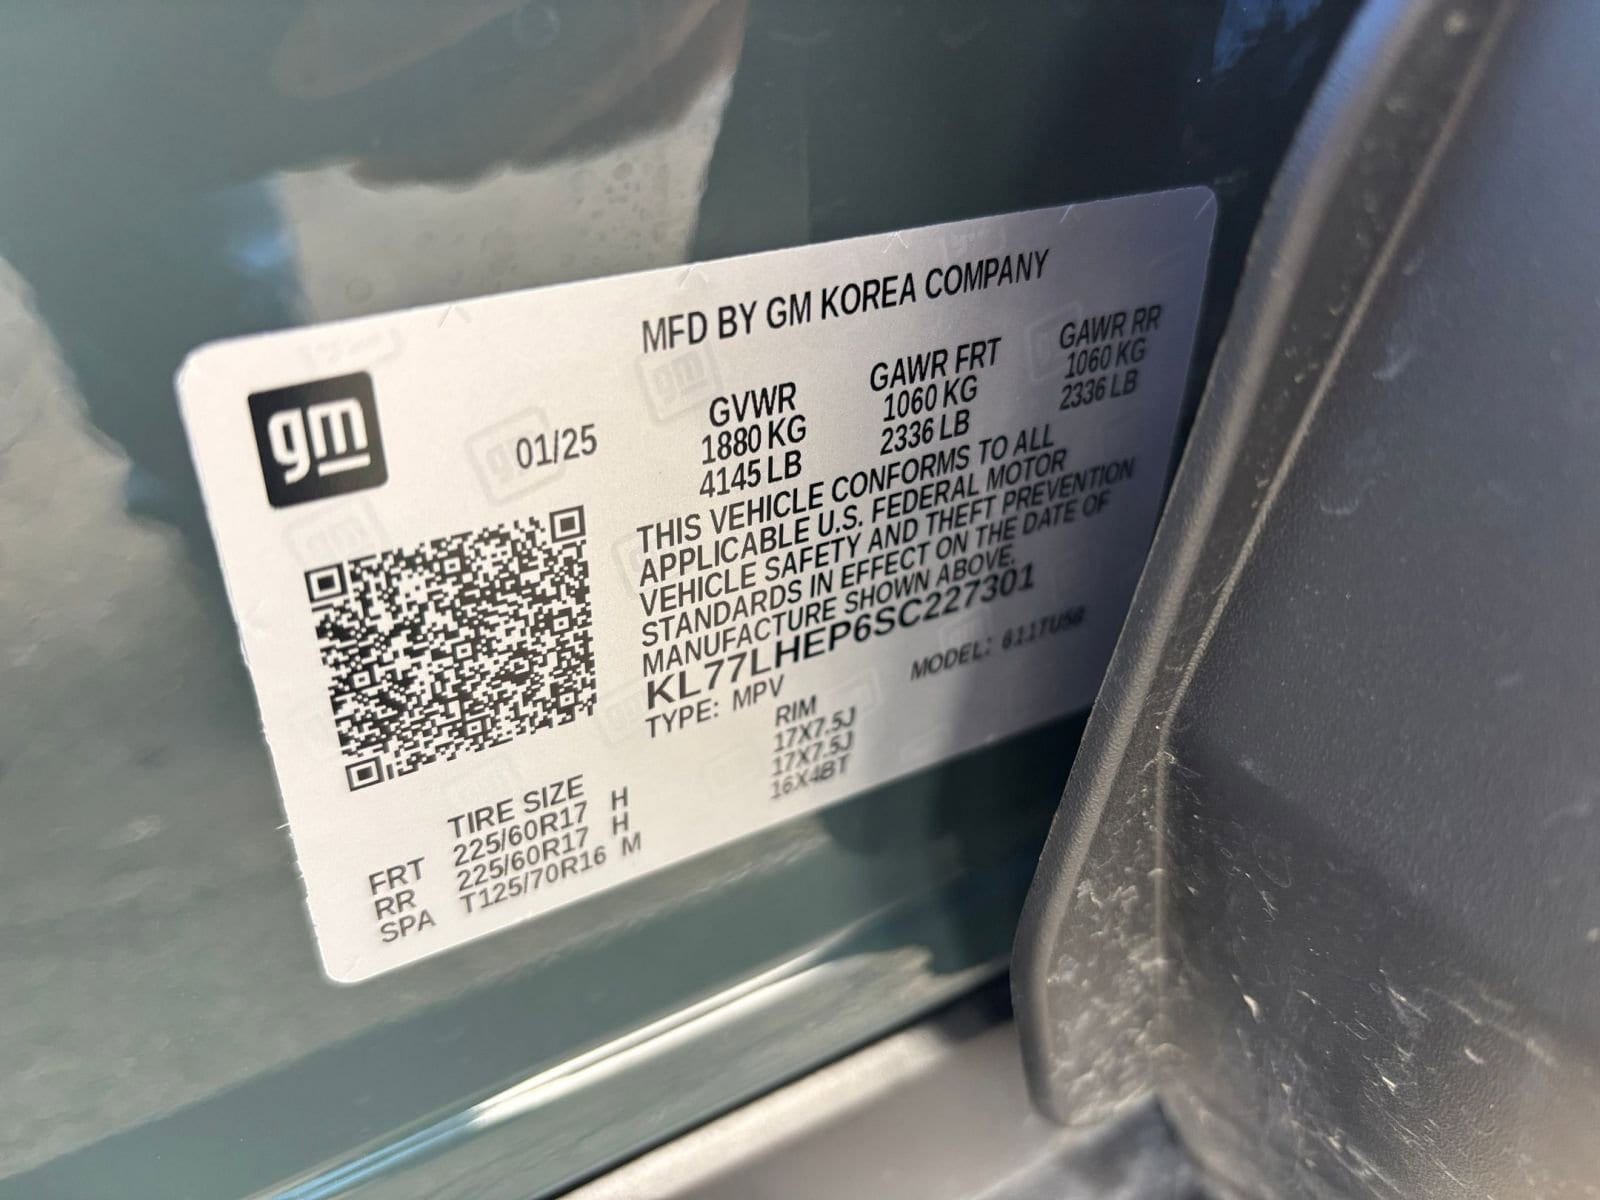 MFD BY GM KOREA COMPANY
gm
01/25
GVWR GAWR FRT GAWR RR
1880 KG 1060 KG 1060 KG
4145 LB 2336 LB 2336 LB
THIS VEHICLE CONFORMS TO ALL
APPLICABLE U.S. FEDERAL MOTOR
VEHICLE SAFETY AND THEFT PREVENTION
STANDARDS IN EFFECT ON THE DATE OF
MANUFACTURE SHOWN ABOVE.
KL77LHEP6SC227301
TYPE: MPV MODEL:
TIRE SIZE RIM
FRT 225/60R17 H 17X7.5J
RR 225/60R17 H 17X7.5J
SPA T125/70R16 M 16X4BT